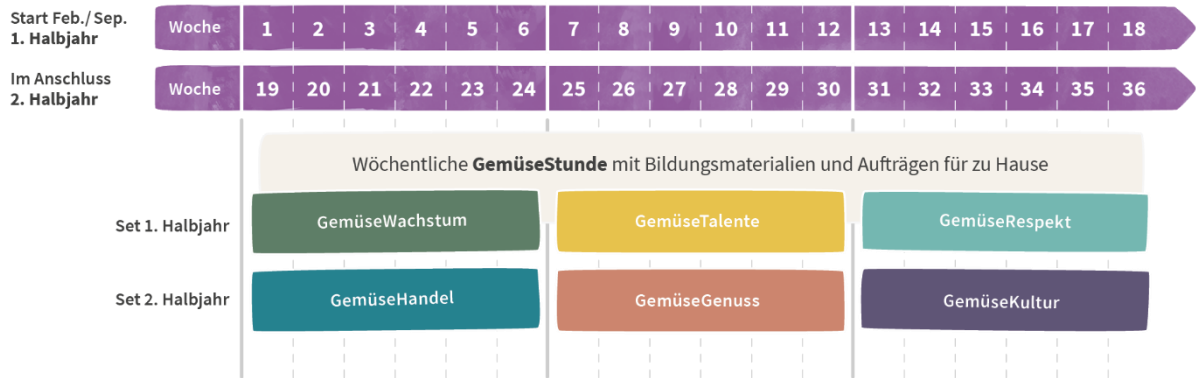 Start Feb./Sep.
1. Halbjahr
Woche 1 2 3 4 5 6 7 8 9 10 11 12 13 14 15 16 17 18
Im Anschluss
2. Halbjahr
Woche 19 20 21 22 23 24 25 26 27 28 29 30 31 32 33 34 35 36
Wöchentliche GemüseStunde mit Bildungsmaterialien und Aufträgen für zu Hause
Set 1. Halbjahr GemüseWachstum GemüseTalente GemüseRespekt
Set 2. Halbjahr GemüseHandel GemüseGenuss GemüseKultur